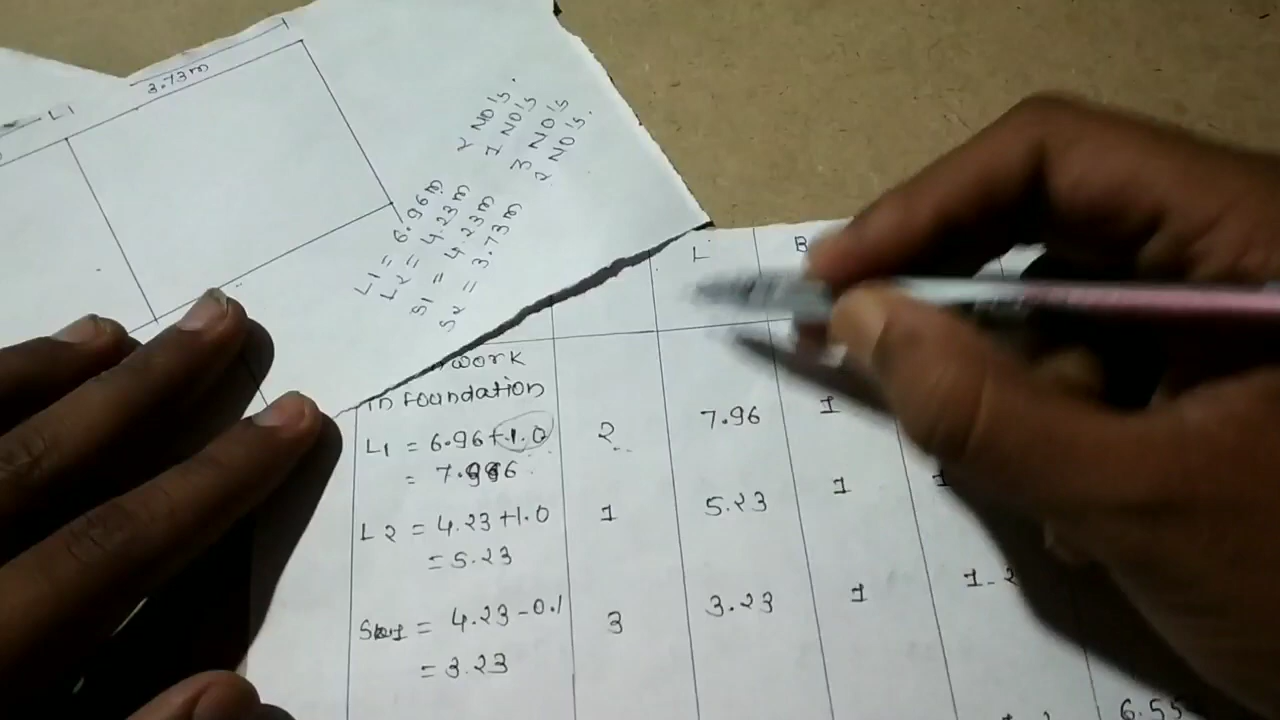 L1
3.73m
L1 = 6.96m 2 NO's.
L2 = 4.23m 1 NO's
S1 = 4.23m 3 NO's
S2 = 3.73m 2 NO's.
L B
work
in foundation
L1 = 6.96+1.0 2 7.96 1
= 7.96
L2 = 4.23+1.0 1 5.23 1
= 5.23
S1 = 4.23-0.1 3 3.23 1 1.2
= 3.23
6.55